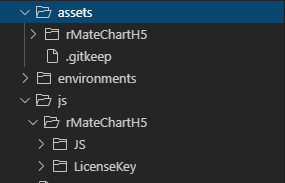 assets
rMateChartH5
.gitkeep
environments
js
rMateChartH5
JS
LicenseKey